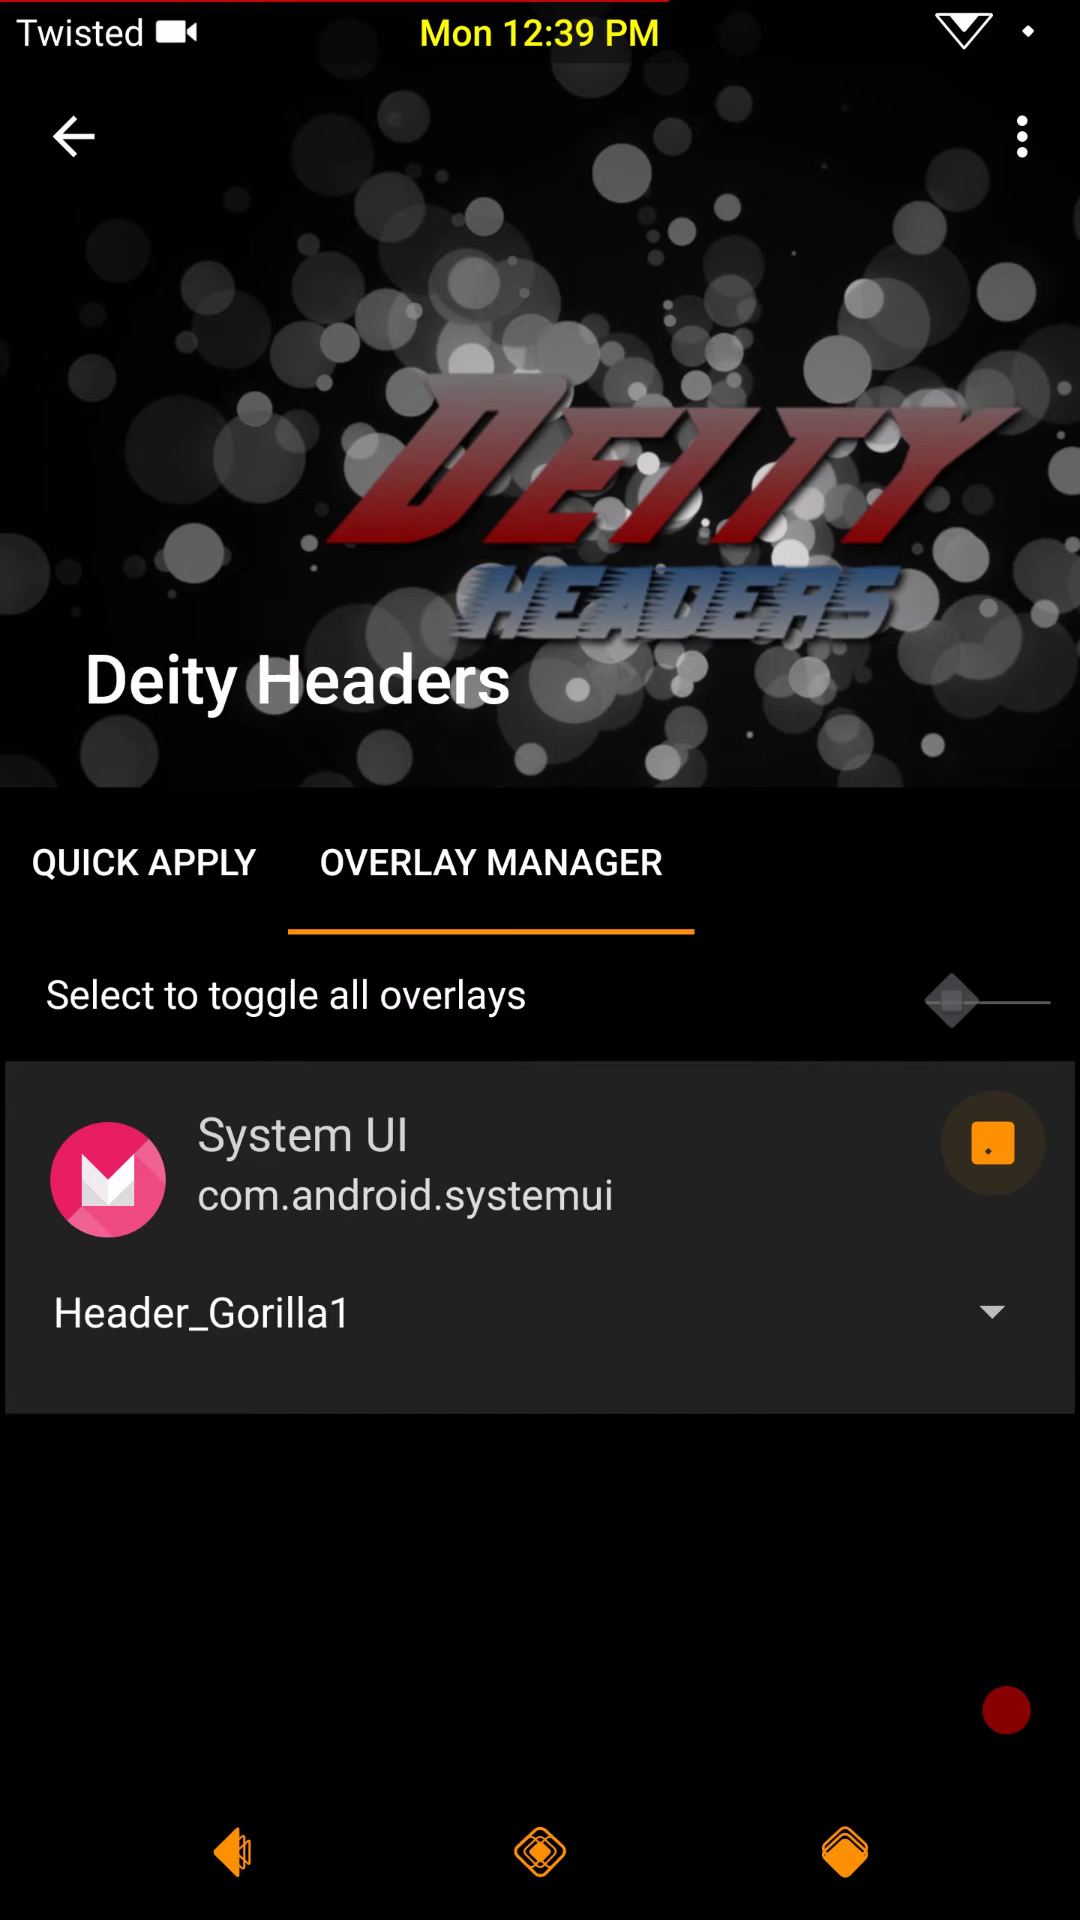 Twisted
Mon 12:39 PM
DEITY
HEADERS
Deity Headers
QUICK APPLY
OVERLAY MANAGER
Select to toggle all overlays
System UI
com.android.systemui
Header_Gorilla1